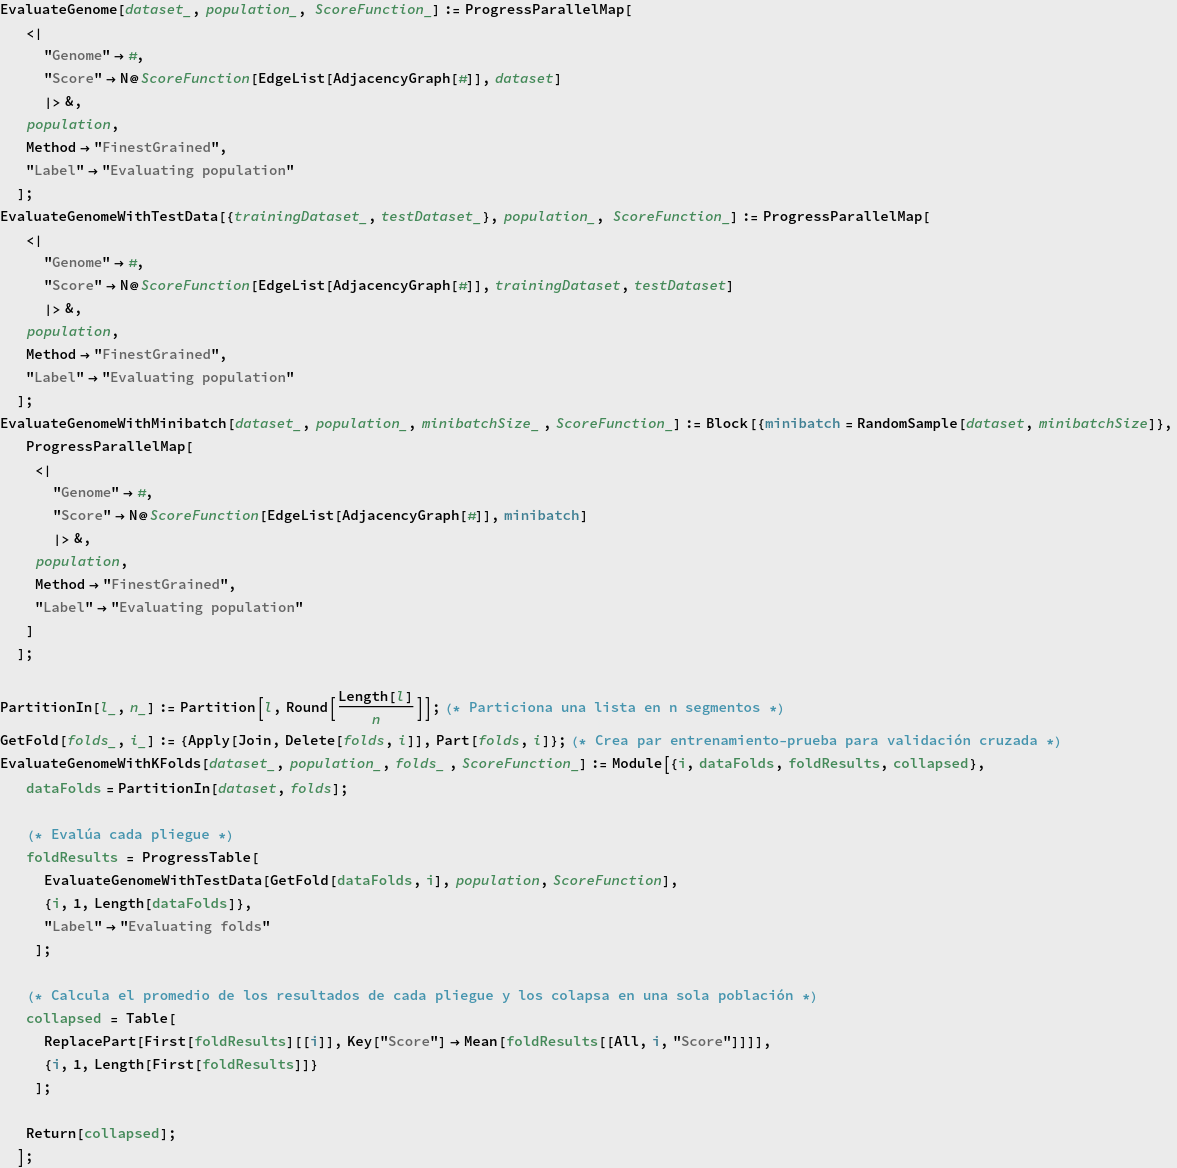 EvaluateGenome[dataset_, population_, ScoreFunction_] := ProgressParallelMap[
<|
"Genome" → #,
"Score" → N@ScoreFunction[EdgeList[AdjacencyGraph[#]], dataset]
|> &,
population,
Method → "FinestGrained",
"Label" → "Evaluating population"
];
EvaluateGenomeWithTestData[{trainingDataset_, testDataset_}, population_, ScoreFunction_] := ProgressParallelMap[
<|
"Genome" → #,
"Score" → N@ScoreFunction[EdgeList[AdjacencyGraph[#]], trainingDataset, testDataset]
|> &,
population,
Method → "FinestGrained",
"Label" → "Evaluating population"
];
EvaluateGenomeWithMinibatch[dataset_, population_, minibatchSize_, ScoreFunction_] := Block[{minibatch = RandomSample[dataset, minibatchSize]},
ProgressParallelMap[
<|
"Genome" → #,
"Score" → N@ScoreFunction[EdgeList[AdjacencyGraph[#]], minibatch]
|> &,
population,
Method → "FinestGrained",
"Label" → "Evaluating population"
]
];
PartitionIn[l_, n_] := Partition[l, Round[Length[l]/n]]; (* Particiona una lista en n segmentos *)
GetFold[folds_, i_] := {Apply[Join, Delete[folds, i]], Part[folds, i]}; (* Crea par entrenamiento-prueba para validación cruzada *)
EvaluateGenomeWithKFolds[dataset_, population_, folds_, ScoreFunction_] := Module[{i, dataFolds, foldResults, collapsed},
dataFolds = PartitionIn[dataset, folds];
(* Evalúa cada pliegue *)
foldResults = ProgressTable[
EvaluateGenomeWithTestData[GetFold[dataFolds, i], population, ScoreFunction],
{i, 1, Length[dataFolds]},
"Label" → "Evaluating folds"
];
(* Calcula el promedio de los resultados de cada pliegue y los colapsa en una sola población *)
collapsed = Table[
ReplacePart[First[foldResults][[i]], Key["Score"] → Mean[foldResults[[All, i, "Score"]]]],
{i, 1, Length[First[foldResults]]}
];
Return[collapsed];
];